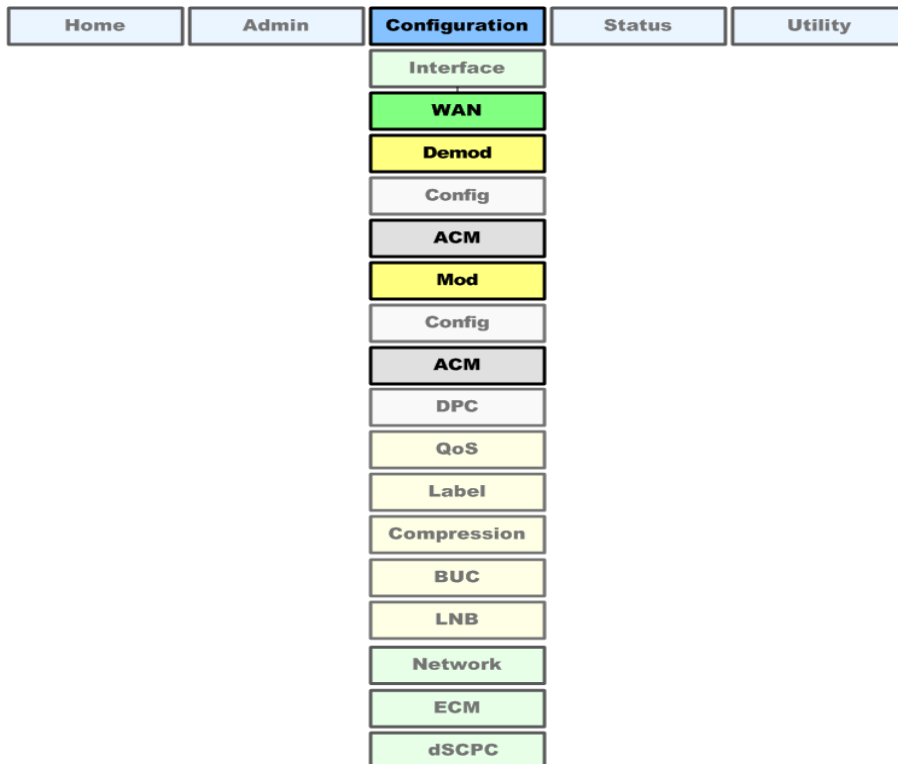 Home Admin Configuration Status Utility
Interface
WAN
Demod
Config
ACM
Mod
Config
ACM
DPC
QoS
Label
Compression
BUC
LNB
Network
ECM
dSCPC